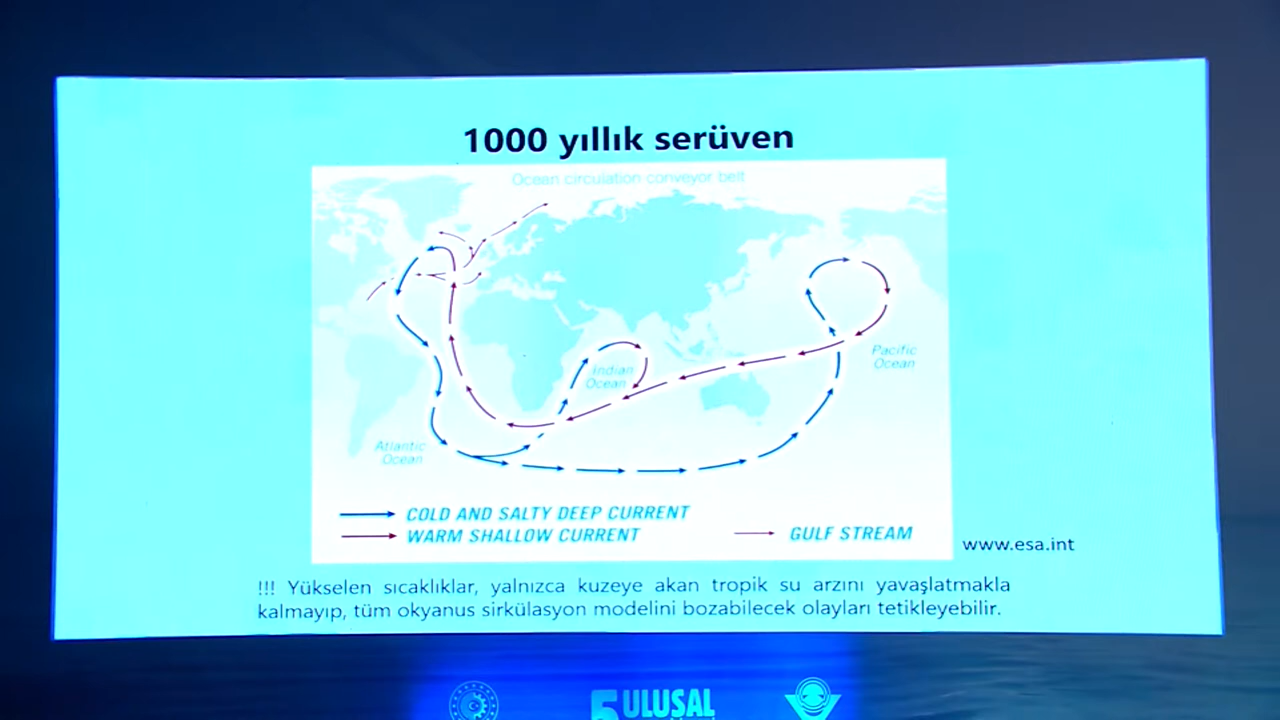 1000 yıllık serüven
Ocean circulation conveyor belt
Pacific
Ocean
Indian
Ocean
Atlantic
Ocean
COLD AND SALTY DEEP CURRENT
WARM SHALLOW CURRENT
GULF STREAM
www.esa.int
!!! Yükselen sıcaklıklar, yalnızca kuzeye akan tropik su arzını yavaşlatmakla
kalmayıp, tüm okyanus sirkülasyon modelini bozabilecek olayları tetikleyebilir.
5 ULUSAL